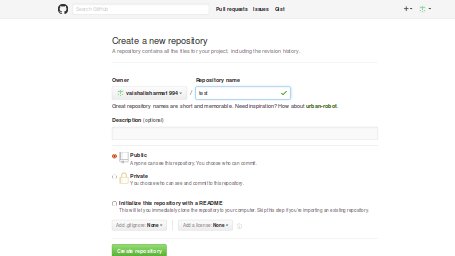 Search GitHub
Pull requests Issues Gist
Create a new repository
A repository contains all the files for your project, including the revision history.
Owner Repository name
vaishalisharma1994 / test
Great repository names are short and memorable. Need inspiration? How about urban-robot.
Description (optional)
Public
Anyone can see this repository. You choose who can commit.
Private
You choose who can see and commit to this repository.
Initialize this repository with a README
This will let you immediately clone the repository to your computer. Skip this step if you're importing an existing repository.
Add .gitignore: None Add a license: None
Create repository